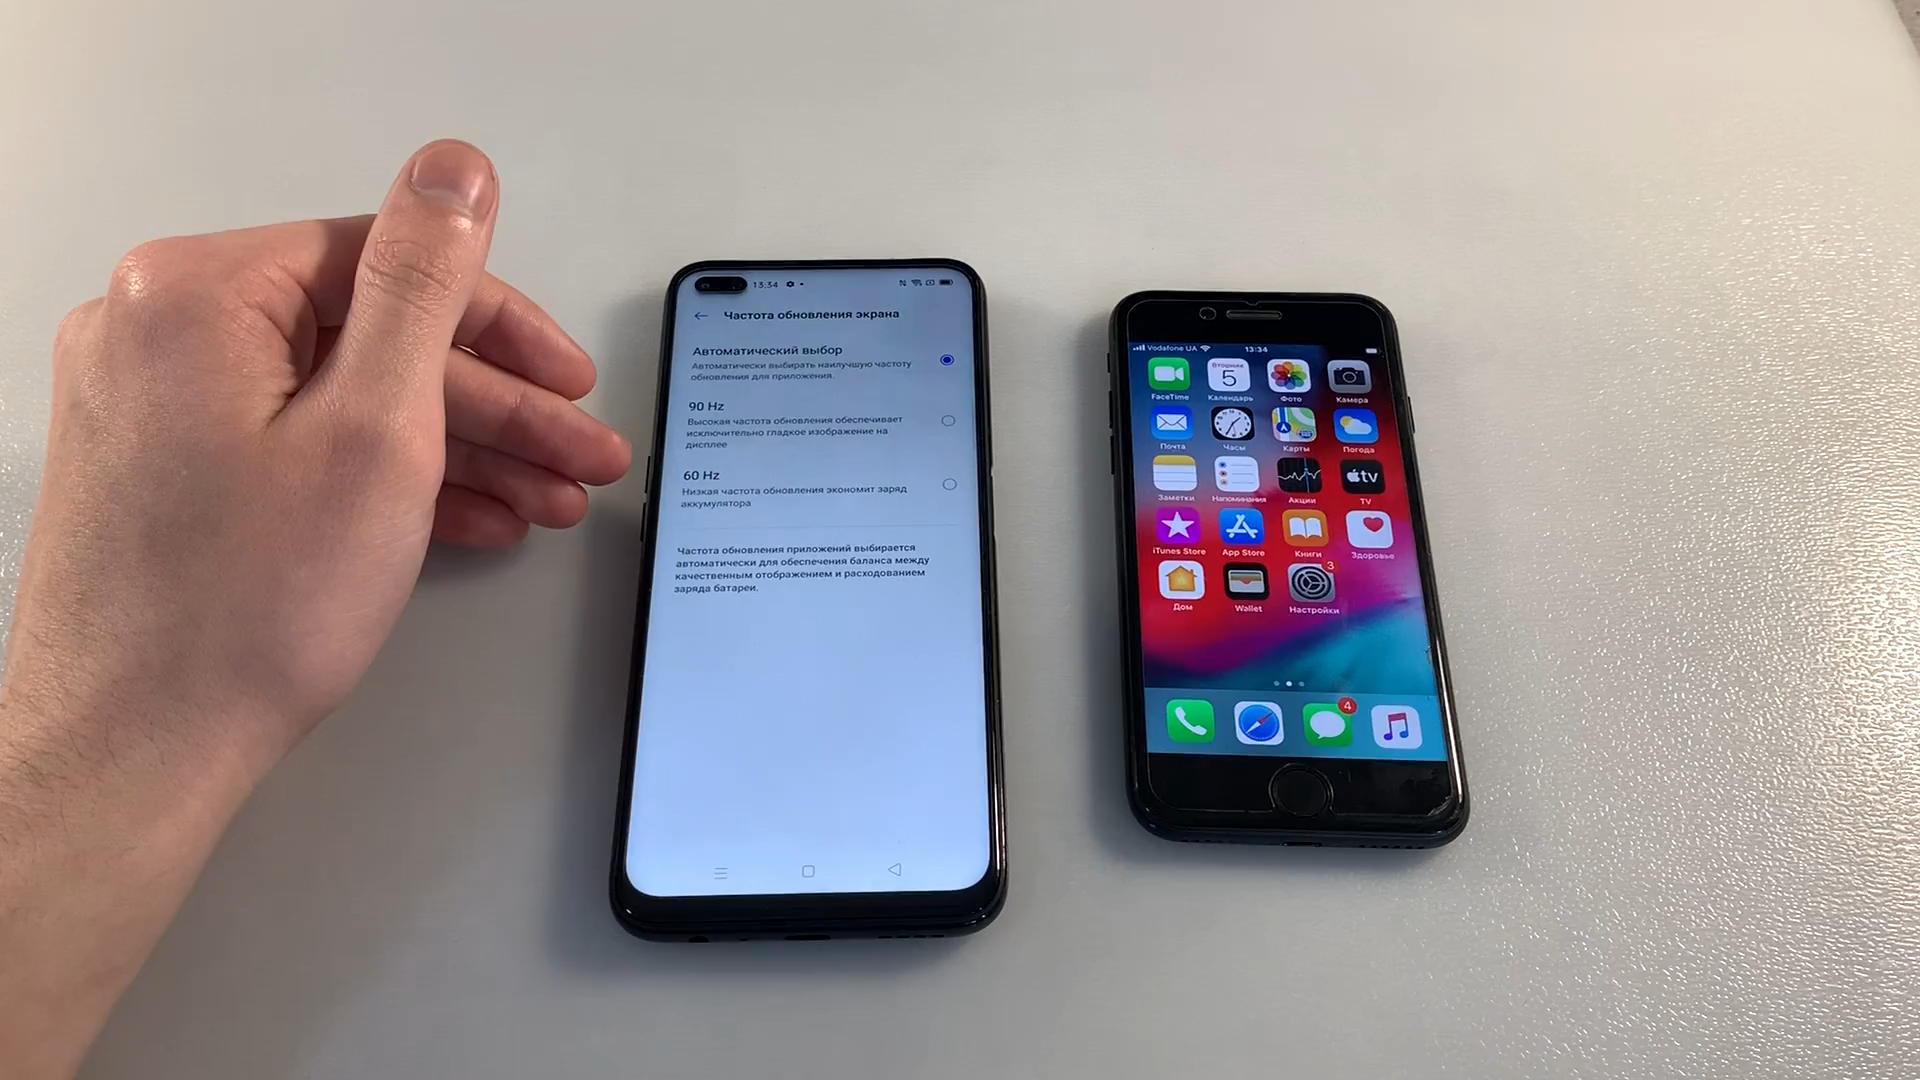 13:34
Частота обновления экрана
Автоматический выбор
Автоматически выбирать наилучшую частоту
обновления для приложения.
90 Hz
Высокая частота обновления обеспечивает
исключительно гладкое изображение на
дисплее
60 Hz
Низкая частота обновления экономит заряд
аккумулятора
Частота обновления приложений выбирается
автоматически для обеспечения баланса между
качественным отображением и расходованием
заряда батареи.
Vodafone UA 13:34
Вторник
5
FaceTime Календарь Фото Камера
Почта Часы Карты Погода
tv
Заметки Напоминания Акции TV
iTunes Store App Store Книги Здоровье
3
Дом Wallet Настройки
4